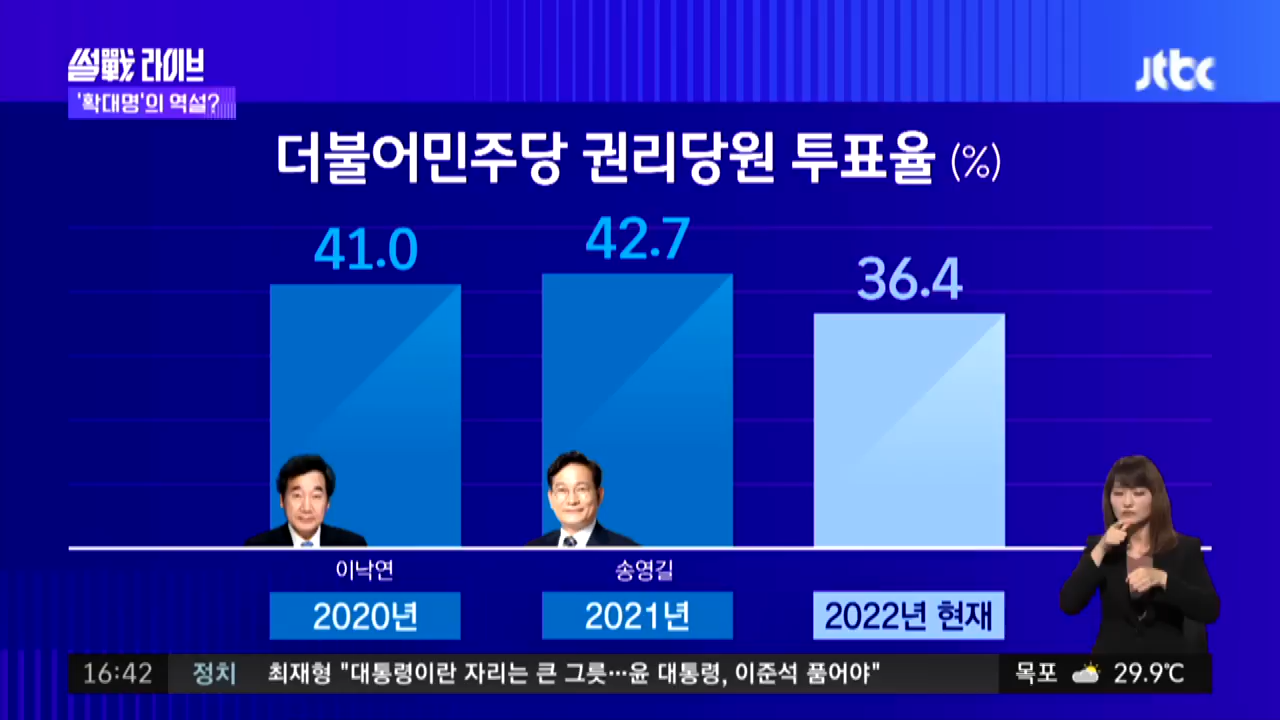 썰戰 라이브
jtbc
'확대명'의 역설?
더불어민주당 권리당원 투표율 (%)
41.0
42.7
36.4
이낙연
송영길
2020년
2021년
2022년 현재
16:42 정치 최재형 "대통령이란 자리는 큰 그릇…윤 대통령, 이준석 품어야" 목포 29.9℃